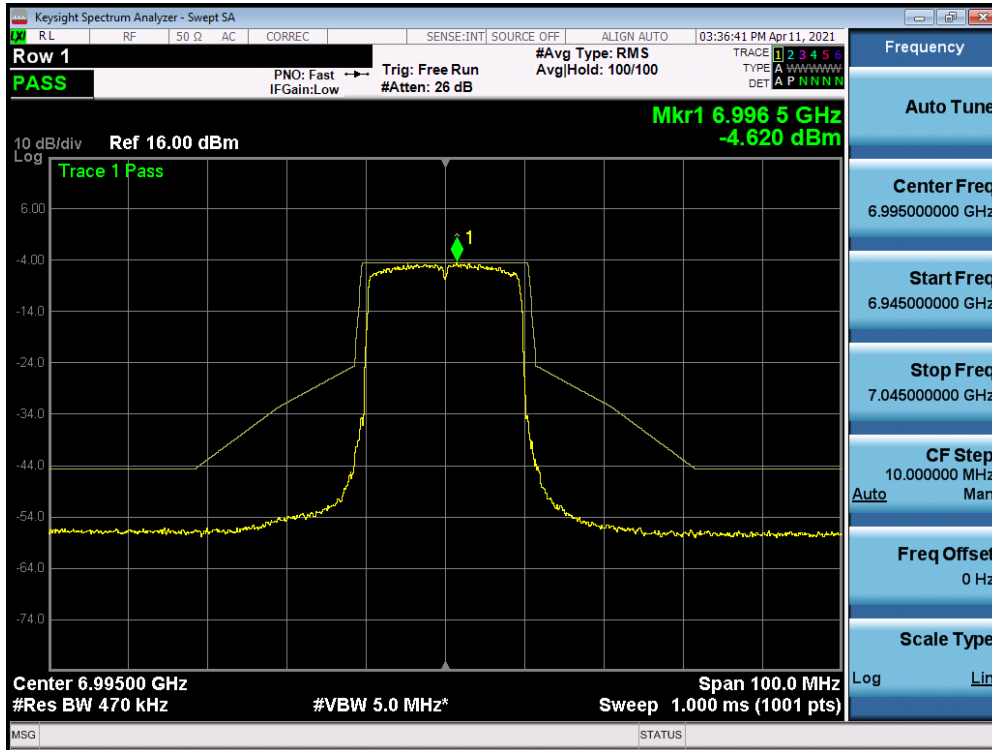 Keysight Spectrum Analyzer - Swept SA
LXI RL RF 50 Ω AC CORREC SENSE:INT SOURCE OFF ALIGN AUTO 03:36:41 PM Apr 11, 2021
Row 1
PASS
PNO: Fast
IFGain:Low
Trig: Free Run
#Atten: 26 dB
#Avg Type: RMS
Avg|Hold: 100/100
TRACE 1 2 3 4 5 6
TYPE A WWWWW
DET A P N N N N
Mkr1 6.996 5 GHz
-4.620 dBm
10 dB/div Ref 16.00 dBm
Log
Trace 1 Pass
1
6.00
-4.00
-14.0
-24.0
-34.0
-44.0
-54.0
-64.0
-74.0
Center 6.99500 GHz Span 100.0 MHz
#Res BW 470 kHz #VBW 5.0 MHz* Sweep 1.000 ms (1001 pts)
MSG STATUS
Frequency
Auto Tune
Center Freq
6.995000000 GHz
Start Freq
6.945000000 GHz
Stop Freq
7.045000000 GHz
CF Step
10.000000 MHz
Auto Man
Freq Offset
0 Hz
Scale Type
Log Lin